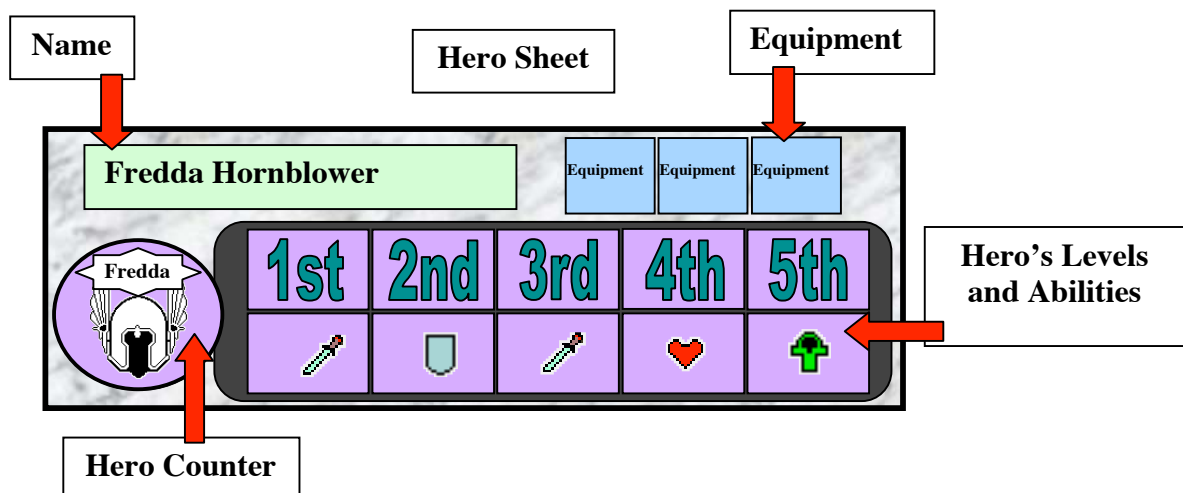 Name
Hero Sheet
Equipment
Fredda Hornblower
Equipment Equipment Equipment
Fredda
1st 2nd 3rd 4th 5th
Hero’s Levels
and Abilities
Hero Counter